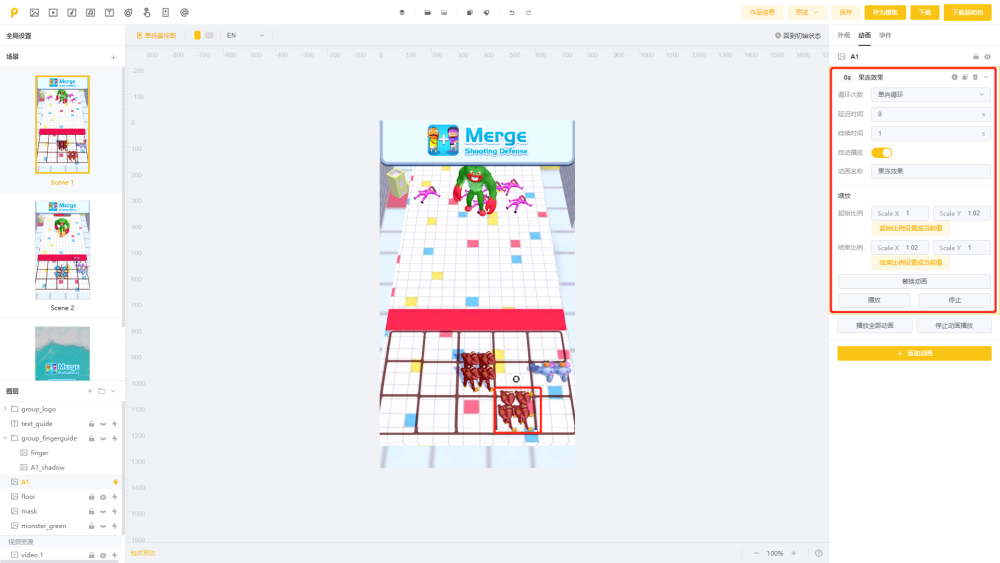 作品信息
预览
保存
存为模板
下载
下载基础包
全局设置
单场景视图
EN
回到初始状态
外观
动画
事件
场景
A1
-900
-800
-700
-600
-500
-400
-300
-200
-100
0
100
200
300
400
500
600
700
800
900
1000
1100
1200
1300
1400
1500
1600
-200
-100
0
100
200
300
400
500
600
700
800
900
1000
1100
1200
1300
1400
1500
1600
Merge
Scene 1
Merge
Scene 2
Merge
Merge
Shooting Defense
0s 果冻效果
循环次数 单向循环
延迟时间 0 s
持续时间 1 s
自动播放
动画名称 果冻效果
缩放
起始比例 Scale X 1 Scale Y 1.02
起始比例设置成当前值
结束比例 Scale X 1.02 Scale Y 1
结束比例设置成当前值
替换动画
播放 停止
播放全部动画 停止动画播放
添加动画
图层
group_logo
text_guide
group_fingerguide
finger
A1_shadow
A1
floor
mask
monster_green
视频资源
video 1
100%